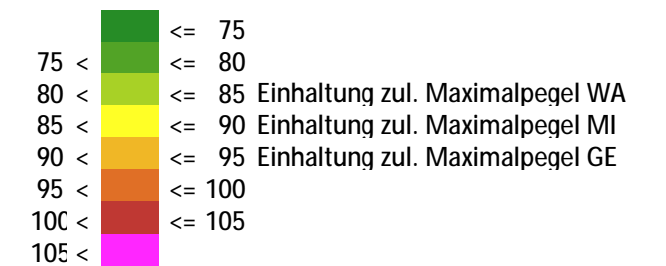 <= 75
75 < <= 80
80 < <= 85 Einhaltung zul. Maximalpegel WA
85 < <= 90 Einhaltung zul. Maximalpegel MI
90 < <= 95 Einhaltung zul. Maximalpegel GE
95 < <= 100
100 < <= 105
105 <